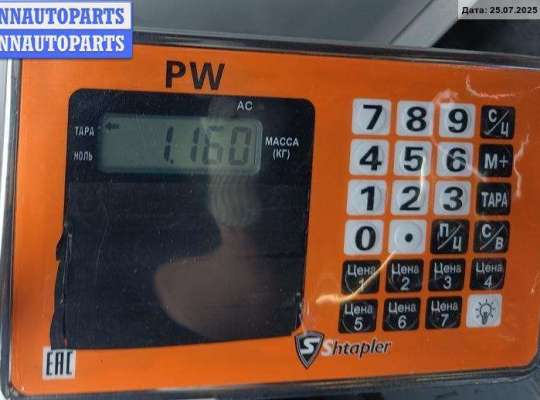 NNAUTOPARTS
NNAUTOPARTS
Дата: 25.07.2025
PW
AC
ТАРА
НОЛЬ
1.160
МАССА
(КГ)
7 8 9 С/Ц
4 5 6 М+
1 2 3 ТАРА
0 • П/Ц С/В
Цена 1 Цена 2 Цена 3 Цена 4
Цена 5 Цена 6 Цена 7
S Shtapler
EAC